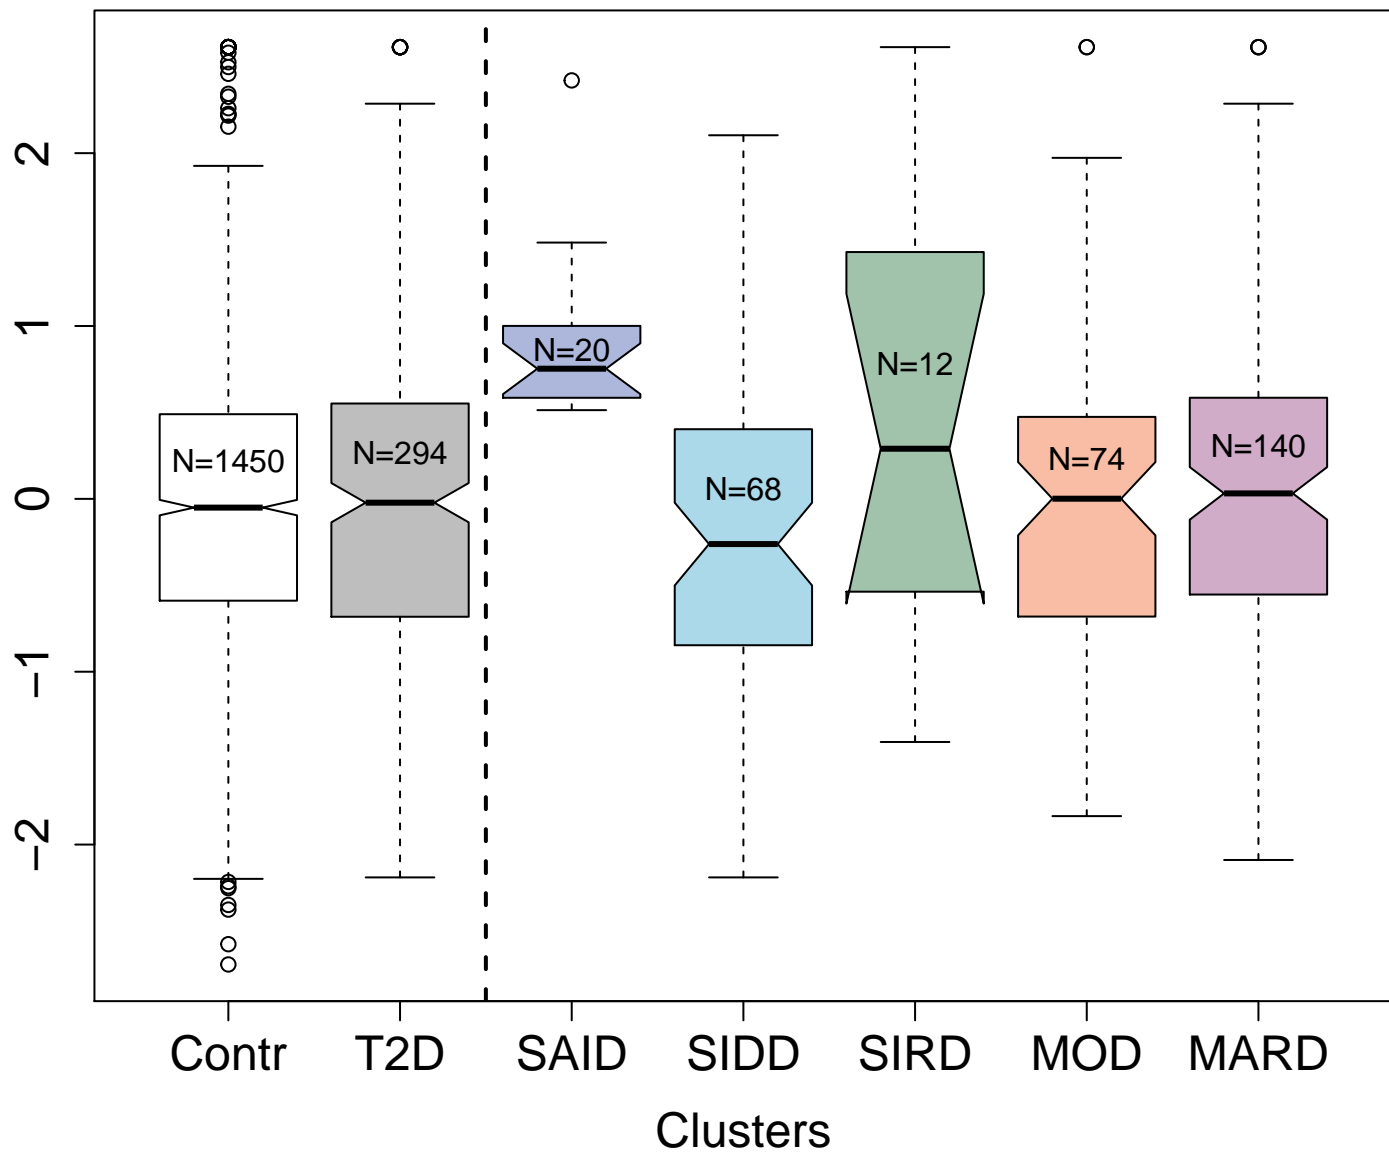 2
1
0
−1
−2
N=1450
N=294
N=20
N=68
N=12
N=74
N=140
Contr T2D SAID SIDD SIRD MOD MARD
Clusters